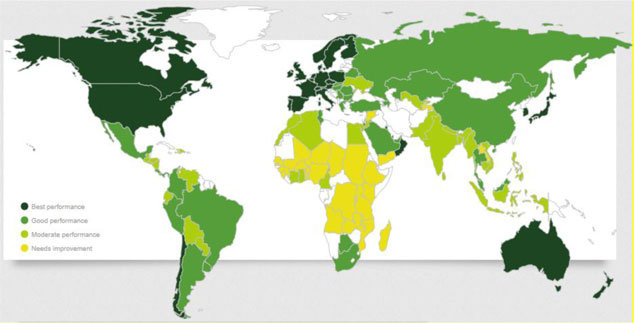 Best performance
Good performance
Moderate performance
Needs improvement